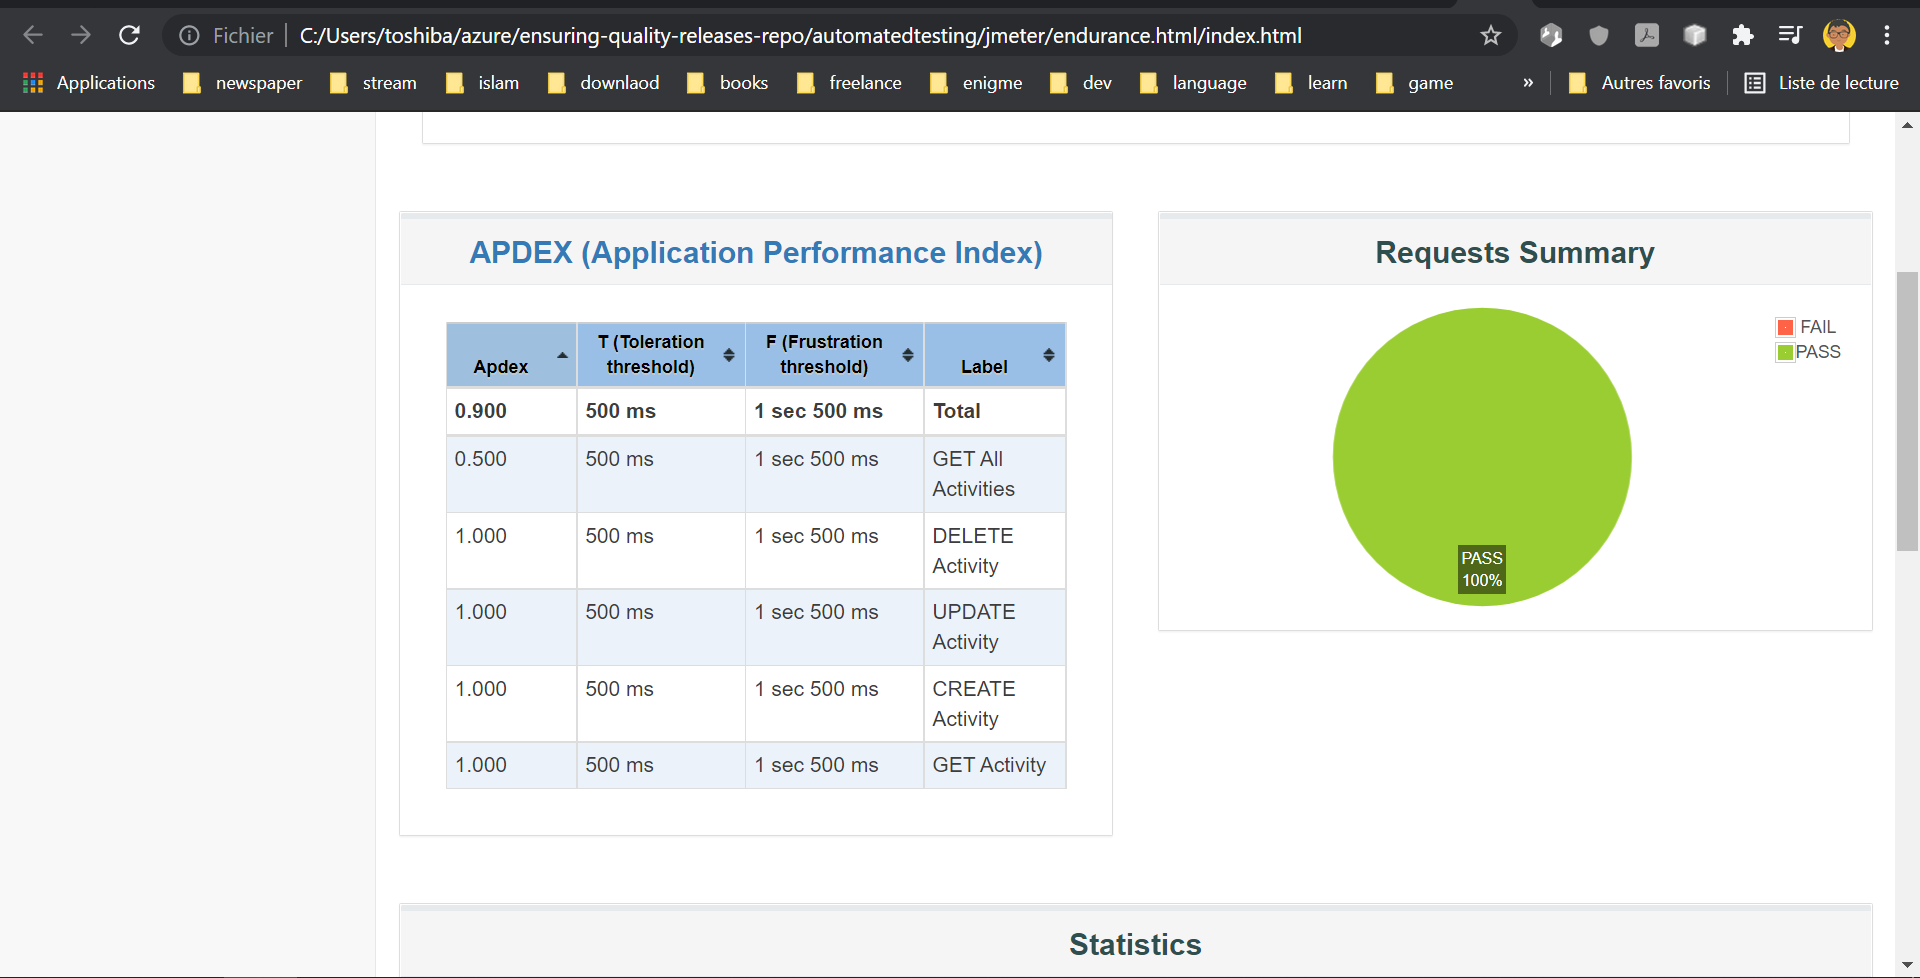 Fichier C:/Users/toshiba/azure/ensuring-quality-releases-repo/automatedtesting/jmeter/endurance.html/index.html
Applications newspaper stream islam downlaod books freelance enigme dev language learn game » Autres favoris Liste de lecture
APDEX (Application Performance Index)
Apdex T (Toleration threshold) F (Frustration threshold) Label
0.900 500 ms 1 sec 500 ms Total
0.500 500 ms 1 sec 500 ms GET All Activities
1.000 500 ms 1 sec 500 ms DELETE Activity
1.000 500 ms 1 sec 500 ms UPDATE Activity
1.000 500 ms 1 sec 500 ms CREATE Activity
1.000 500 ms 1 sec 500 ms GET Activity
Requests Summary
FAIL
PASS
PASS
100%
Statistics